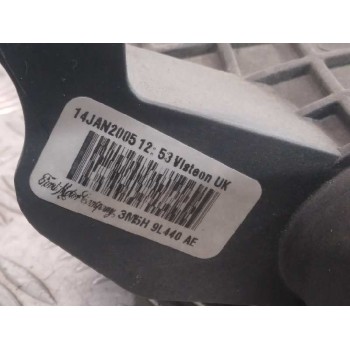 14JAN2005 12:53 Visteon UK
Ford Motor Company, 3M5H 9L440 AE